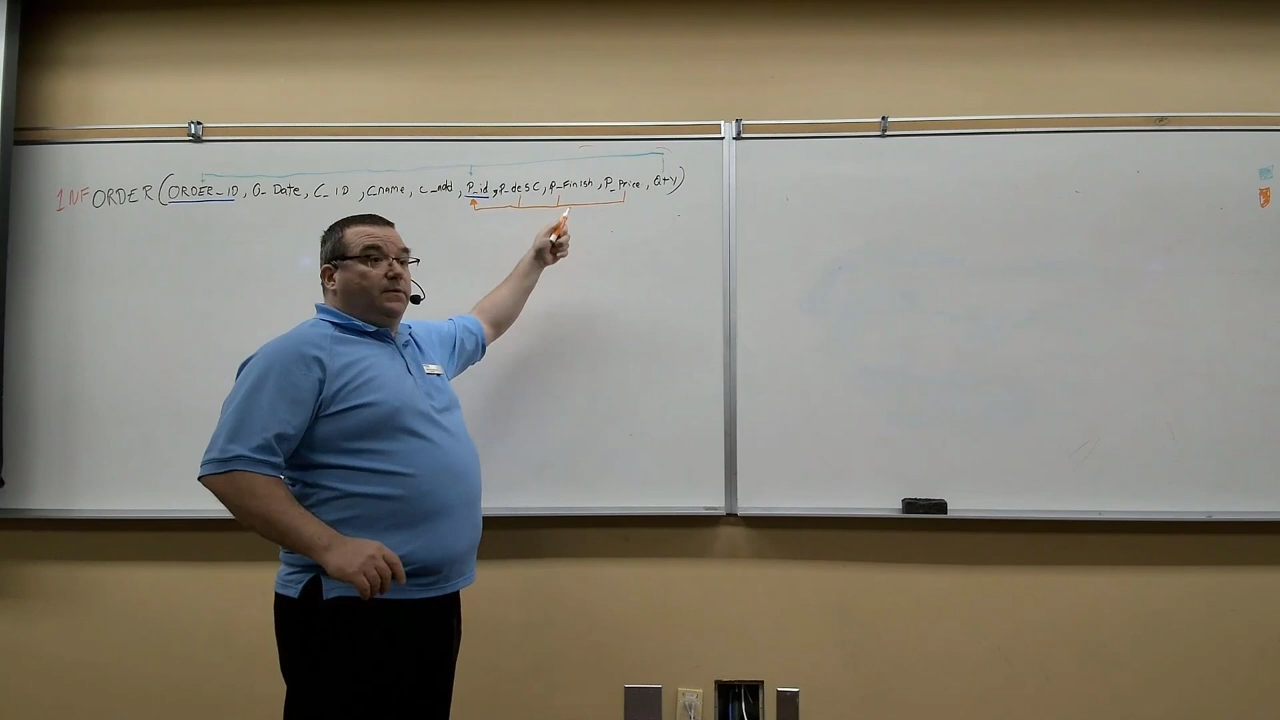 1NF ORDER (ORDER_ID, O_Date, C_ID, Cname, C_add, P_id, P_desc, P_Finish, P_Price, Qty)